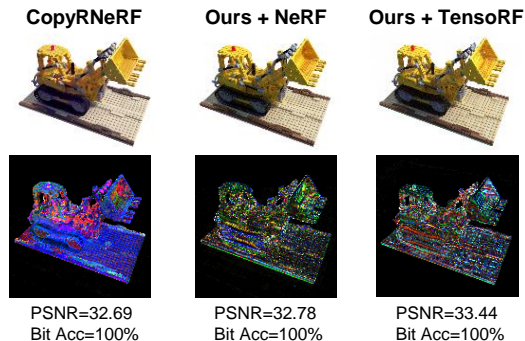 CopyRNeRF Ours + NeRF Ours + TensoRF
PSNR=32.69 PSNR=32.78 PSNR=33.44
Bit Acc=100% Bit Acc=100% Bit Acc=100%